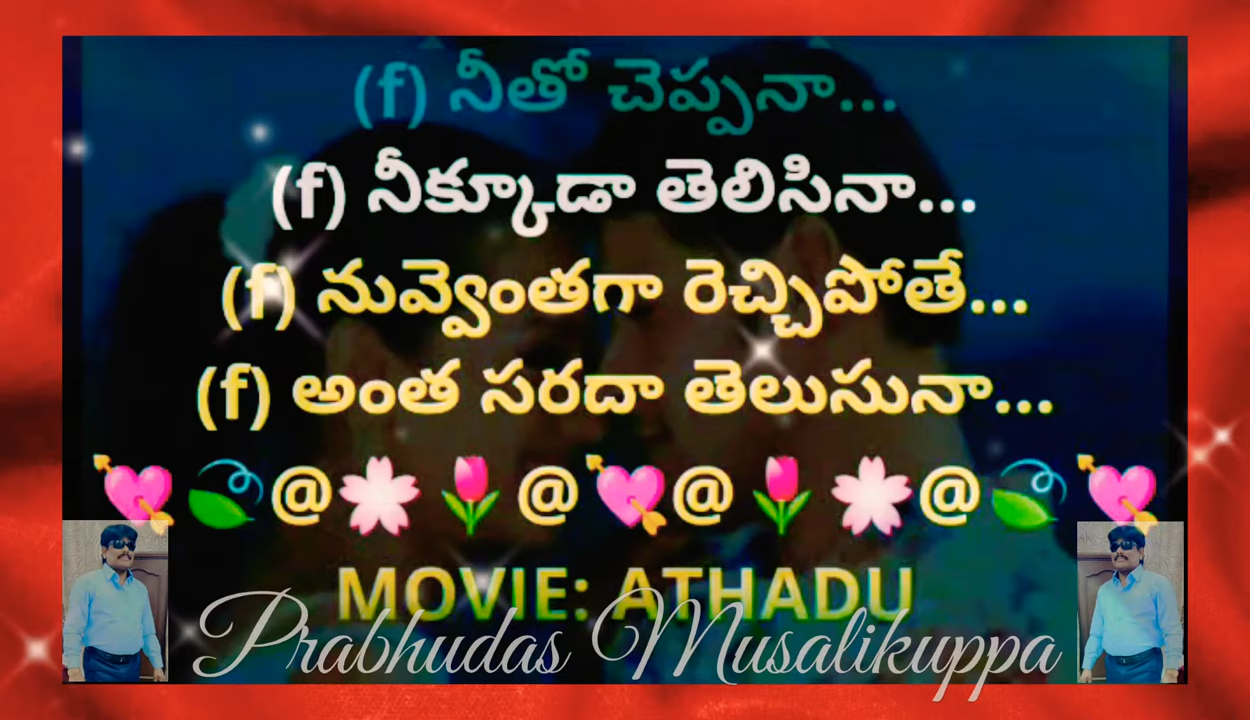 (f) నీతో చెప్పనా...
(f) నీక్కూడా తెలిసినా...
(f) నువ్వెంతగా రెచ్చిపోతే...
(f) అంత సరదా తెలుసునా...
💘🍃@🌸🌷@💘@🌷🌸@🍃💘
MOVIE: ATHADU
Prabhudas Musalikuppa